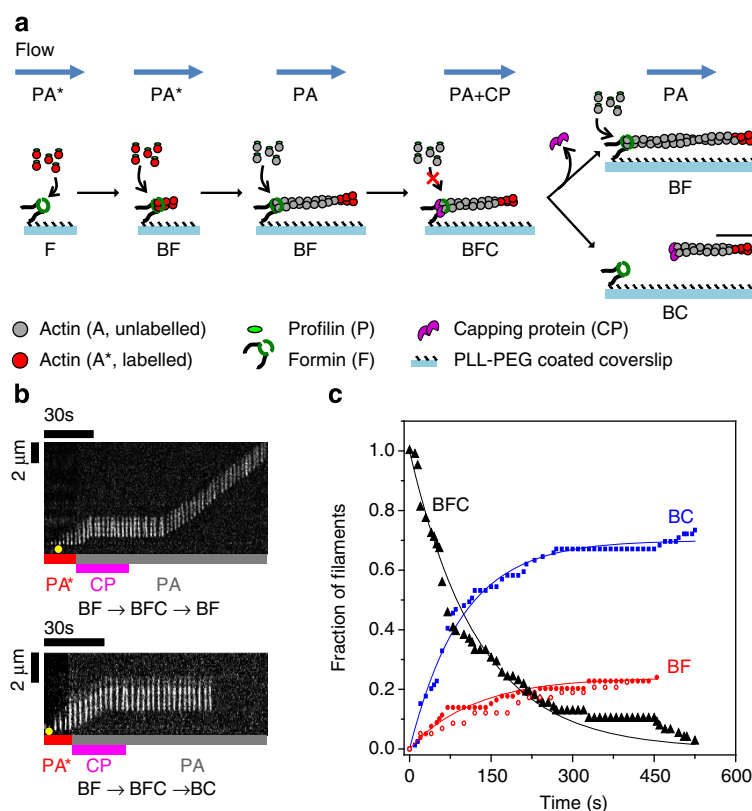 a
Flow
PA* PA* PA PA+CP PA
F BF BF BFC BF
BC
Actin (A, unlabelled) Profilin (P) Capping protein (CP)
Actin (A*, labelled) Formin (F) PLL-PEG coated coverslip
b
30s
2 μm
PA* CP PA
BF → BFC → BF
30s
2 μm
PA* CP PA
BF → BFC →BC
c
Fraction of filaments
1.0
0.8
0.6
0.4
0.2
0.0
BFC
BC
BF
0 150 300 450 600
Time (s)